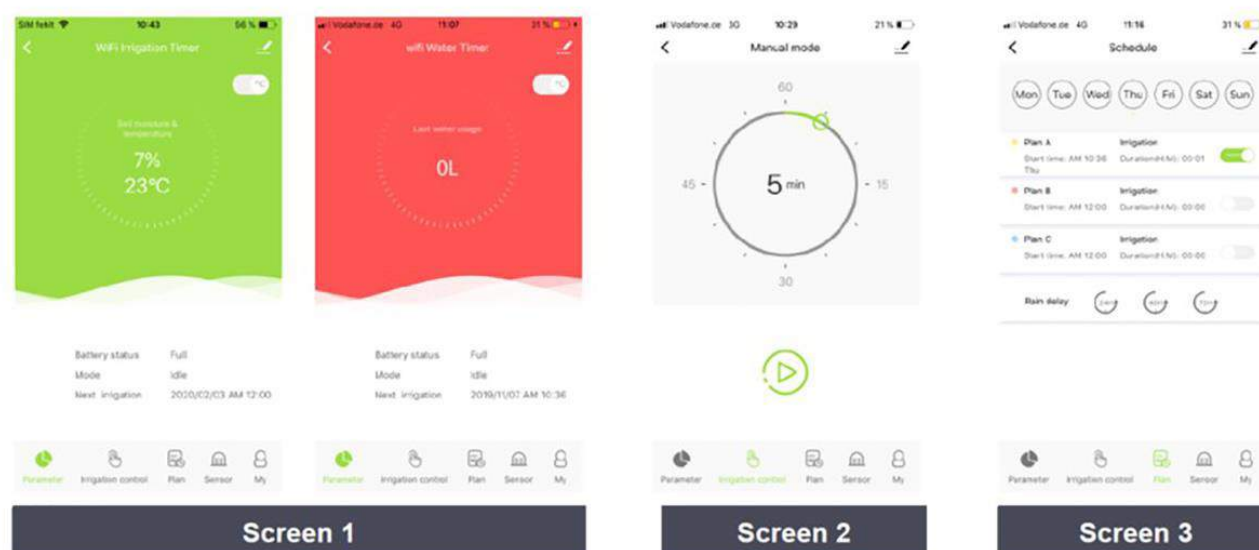 SIM fehlt 10:43 66 %
WiFi Irrigation Timer
°C
Soil moisture &
temperature
7%
23°C
Battery status Full
Mode Idle
Next irrigation 2020/02/03 AM 12:00
Parameter Irrigation control Plan Sensor My
Vodafone.de 4G 11:07 31 %
wifi Water Timer
°C
Last water usage
0L
Battery status Full
Mode Idle
Next irrigation 2019/11/07 AM 10:36
Parameter Irrigation control Plan Sensor My
Screen 1
Vodafone.de 3G 10:29 21 %
Manual mode
60
45
5 min
15
30
Parameter Irrigation control Plan Sensor My
Screen 2
Vodafone.de 4G 11:16 31 %
Schedule
Mon Tue Wed Thu Fri Sat Sun
Plan A Irrigation
Start time: AM 10:36 Duration(H:M): 00:01
Thu
Plan B Irrigation
Start time: AM 12:00 Duration(H:M): 00:00
Plan C Irrigation
Start time: AM 12:00 Duration(H:M): 00:00
Rain delay
Parameter Irrigation control Plan Sensor My
Screen 3